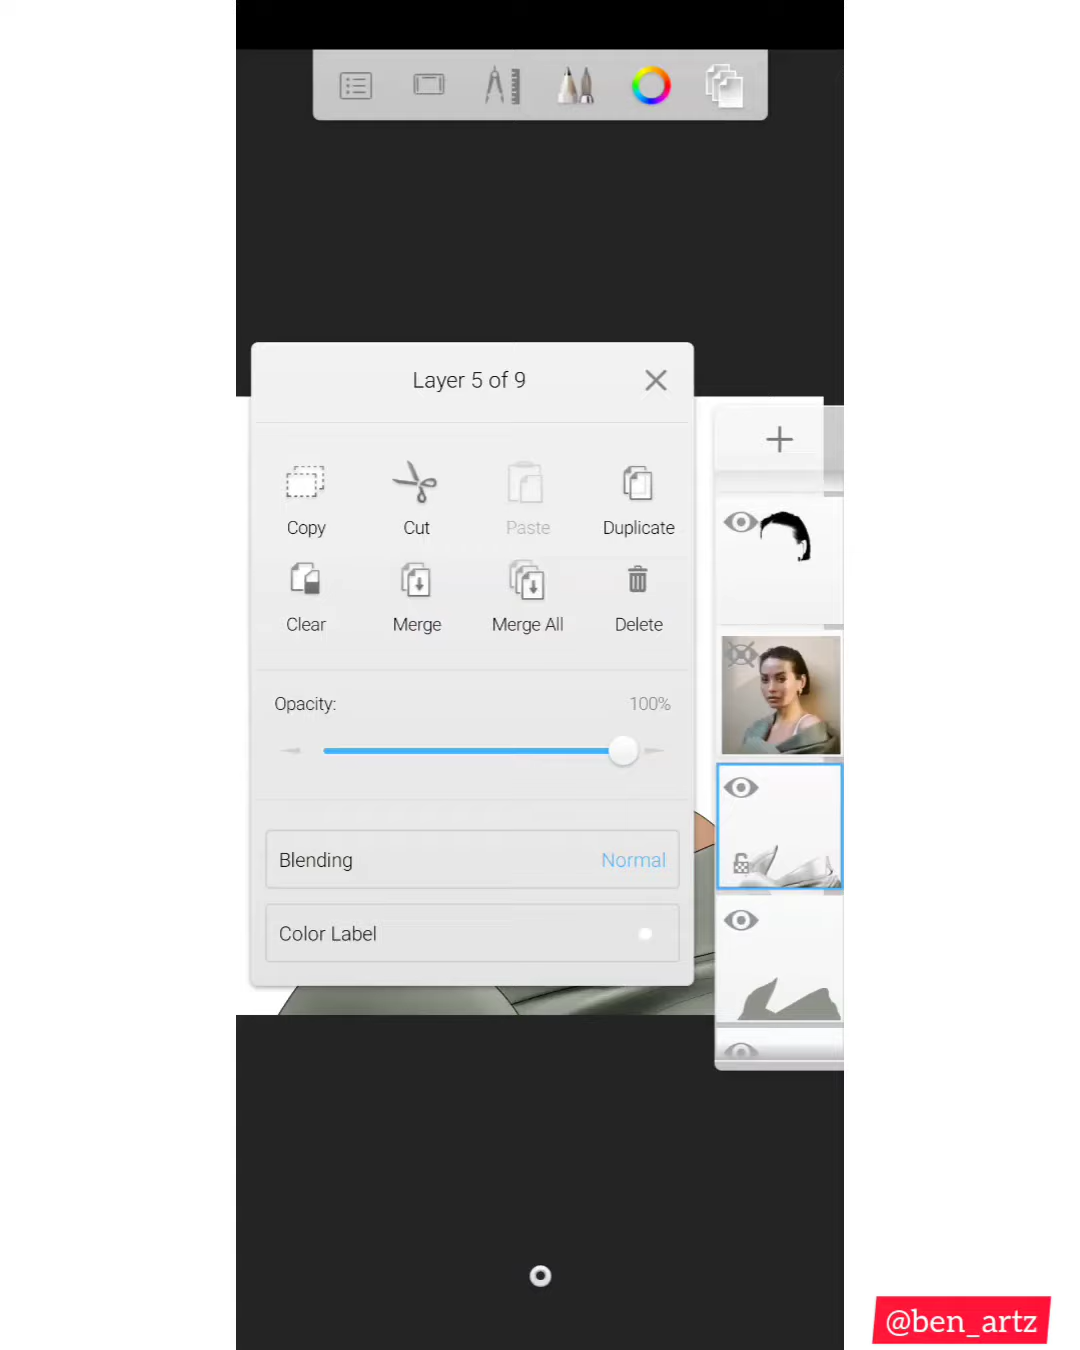 Layer 5 of 9
Copy
Cut
Paste
Duplicate
Clear
Merge
Merge All
Delete
Opacity:
100%
Blending
Normal
Color Label
@ben_artz